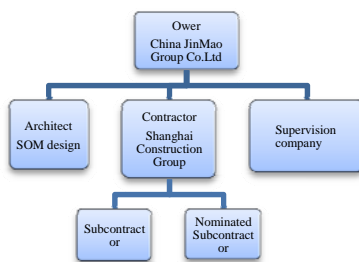 Ower
China JinMao
Group Co.Ltd
Architect
SOM design
Contractor
Shanghai
Construction
Group
Supervision
company
Subcontract
or
Nominated
Subcontract
or